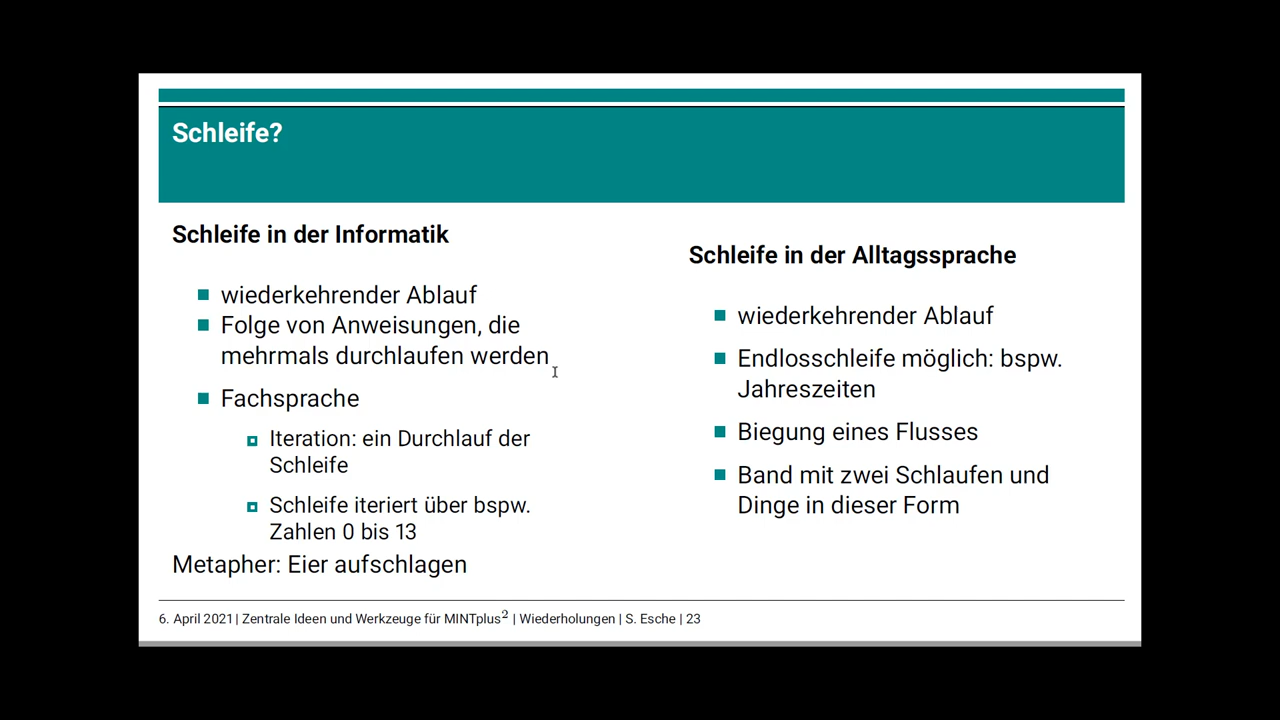 Schleife?
Schleife in der Informatik
wiederkehrender Ablauf
Folge von Anweisungen, die
mehrmals durchlaufen werden
Fachsprache
Iteration: ein Durchlauf der
Schleife
Schleife iteriert über bspw.
Zahlen 0 bis 13
Metapher: Eier aufschlagen
Schleife in der Alltagssprache
wiederkehrender Ablauf
Endlosschleife möglich: bspw.
Jahreszeiten
Biegung eines Flusses
Band mit zwei Schlaufen und
Dinge in dieser Form
6. April 2021 | Zentrale Ideen und Werkzeuge für MINTplus² | Wiederholungen | S. Esche | 23